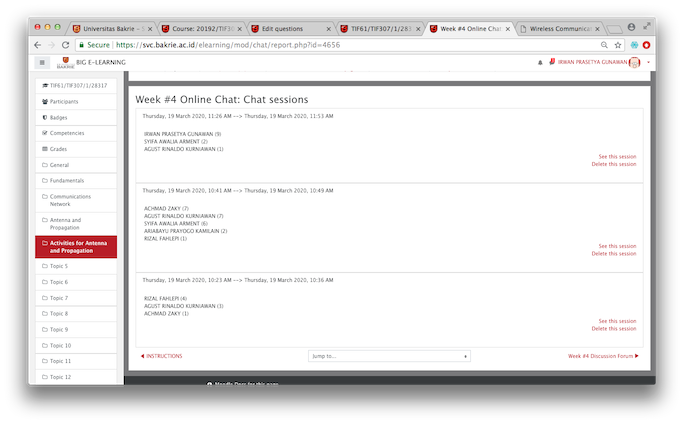 Universitas Bakrie – S
Course: 20192/TIF3
Edit questions
TIF61/TIF307/1/2831
Week #4 Online Chat:
Wireless Communicat
Secure
https://svc.bakrie.ac.id/elearning/mod/chat/report.php?id=4656
BAKRIE
BIG E-LEARNING
IRWAN PRASETYA GUNAWAN
TIF61/TIF307/1/28317
Participants
Badges
Competencies
Grades
General
Fundamentals
Communications
Network
Antenna and
Propagation
Activities for Antenna
and Propagation
Topic 5
Topic 6
Topic 7
Topic 8
Topic 9
Topic 10
Topic 11
Topic 12
Week #4 Online Chat: Chat sessions
Thursday, 19 March 2020, 11:26 AM --> Thursday, 19 March 2020, 11:53 AM
IRWAN PRASETYA GUNAWAN (9)
SYIFA AWALIA ARMENT (2)
AGUST RINALDO KURNIAWAN (1)
See this session
Delete this session
Thursday, 19 March 2020, 10:41 AM --> Thursday, 19 March 2020, 10:49 AM
ACHMAD ZAKY (7)
AGUST RINALDO KURNIAWAN (7)
SYIFA AWALIA ARMENT (6)
ARIABAYU PRAYOGO KAMILAIN (2)
RIZAL FAHLEPI (1)
See this session
Delete this session
Thursday, 19 March 2020, 10:23 AM --> Thursday, 19 March 2020, 10:36 AM
RIZAL FAHLEPI (4)
AGUST RINALDO KURNIAWAN (3)
ACHMAD ZAKY (1)
See this session
Delete this session
INSTRUCTIONS
Jump to...
Week #4 Discussion Forum
Moodle Docs for this page